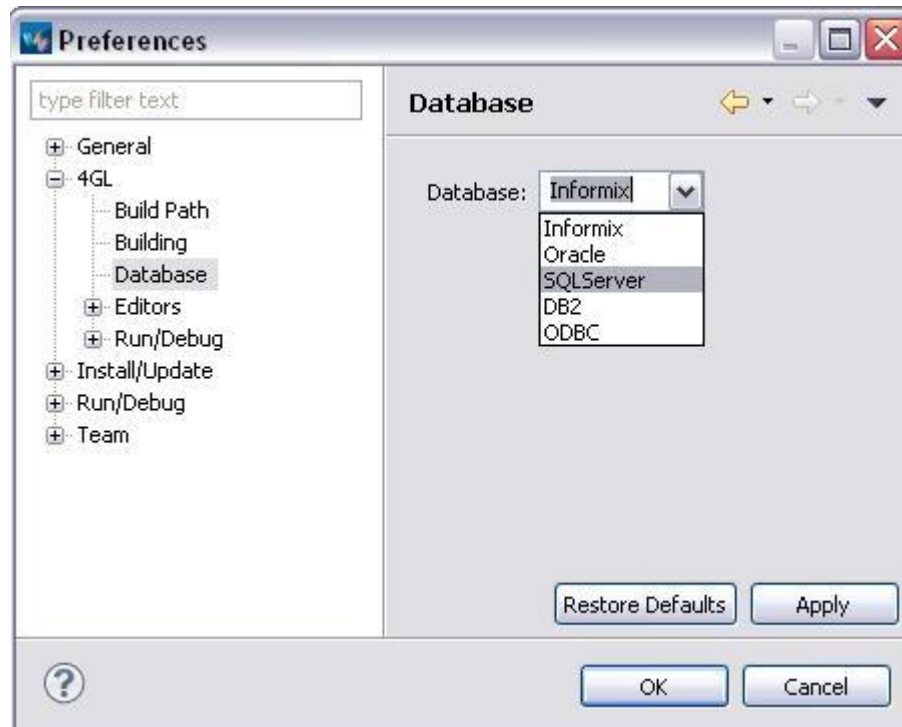 Preferences
type filter text
General
4GL
Build Path
Building
Database
Editors
Run/Debug
Install/Update
Run/Debug
Team
Database
Database: Informix
Informix
Oracle
SQLServer
DB2
ODBC
Restore Defaults Apply
? OK Cancel